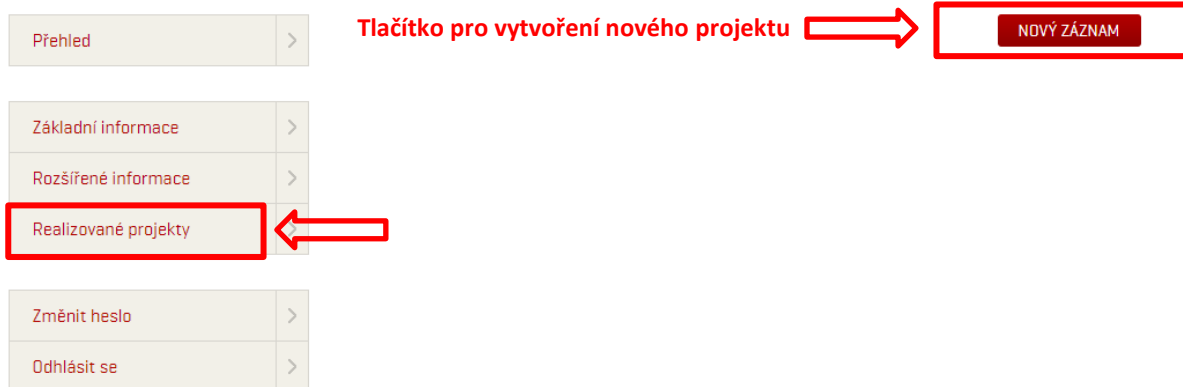 Přehled
Tlačítko pro vytvoření nového projektu
NOVÝ ZÁZNAM
Základní informace
Rozšířené informace
Realizované projekty
Změnit heslo
Odhlásit se